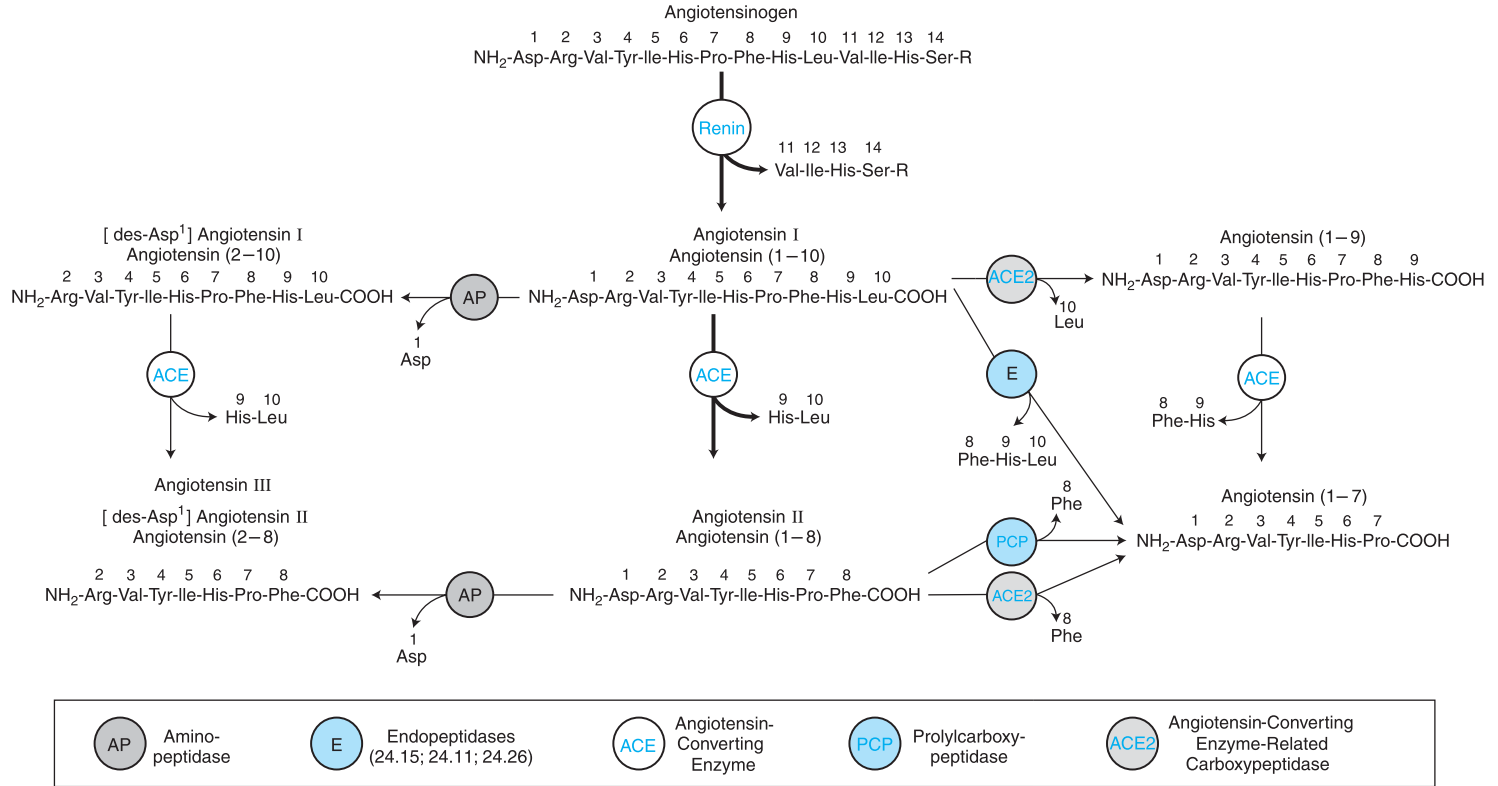 Angiotensinogen
1 2 3 4 5 6 7 8 9 10 11 12 13 14
NH2-Asp-Arg-Val-Tyr-Ile-His-Pro-Phe-His-Leu-Val-Ile-His-Ser-R
Renin
11 12 13 14
Val-Ile-His-Ser-R
[ des-Asp1] Angiotensin I
Angiotensin (2–10)
2 3 4 5 6 7 8 9 10
NH2-Arg-Val-Tyr-Ile-His-Pro-Phe-His-Leu-COOH
AP
1
Asp
Angiotensin I
Angiotensin (1–10)
1 2 3 4 5 6 7 8 9 10
NH2-Asp-Arg-Val-Tyr-Ile-His-Pro-Phe-His-Leu-COOH
ACE2
10
Leu
Angiotensin (1–9)
1 2 3 4 5 6 7 8 9
NH2-Asp-Arg-Val-Tyr-Ile-His-Pro-Phe-His-COOH
ACE
9 10
His-Leu
ACE
9 10
His-Leu
E
8 9 10
Phe-His-Leu
ACE
8 9
Phe-His
Angiotensin III
[ des-Asp1] Angiotensin II
Angiotensin (2–8)
2 3 4 5 6 7 8
NH2-Arg-Val-Tyr-Ile-His-Pro-Phe-COOH
AP
1
Asp
Angiotensin II
Angiotensin (1–8)
1 2 3 4 5 6 7 8
NH2-Asp-Arg-Val-Tyr-Ile-His-Pro-Phe-COOH
8
Phe
PCP
ACE2
8
Phe
Angiotensin (1–7)
1 2 3 4 5 6 7
NH2-Asp-Arg-Val-Tyr-Ile-His-Pro-COOH
AP
Amino-
peptidase
E
Endopeptidases
(24.15; 24.11; 24.26)
ACE
Angiotensin-
Converting
Enzyme
PCP
Prolylcarboxy-
peptidase
ACE2
Angiotensin-Converting
Enzyme-Related
Carboxypeptidase